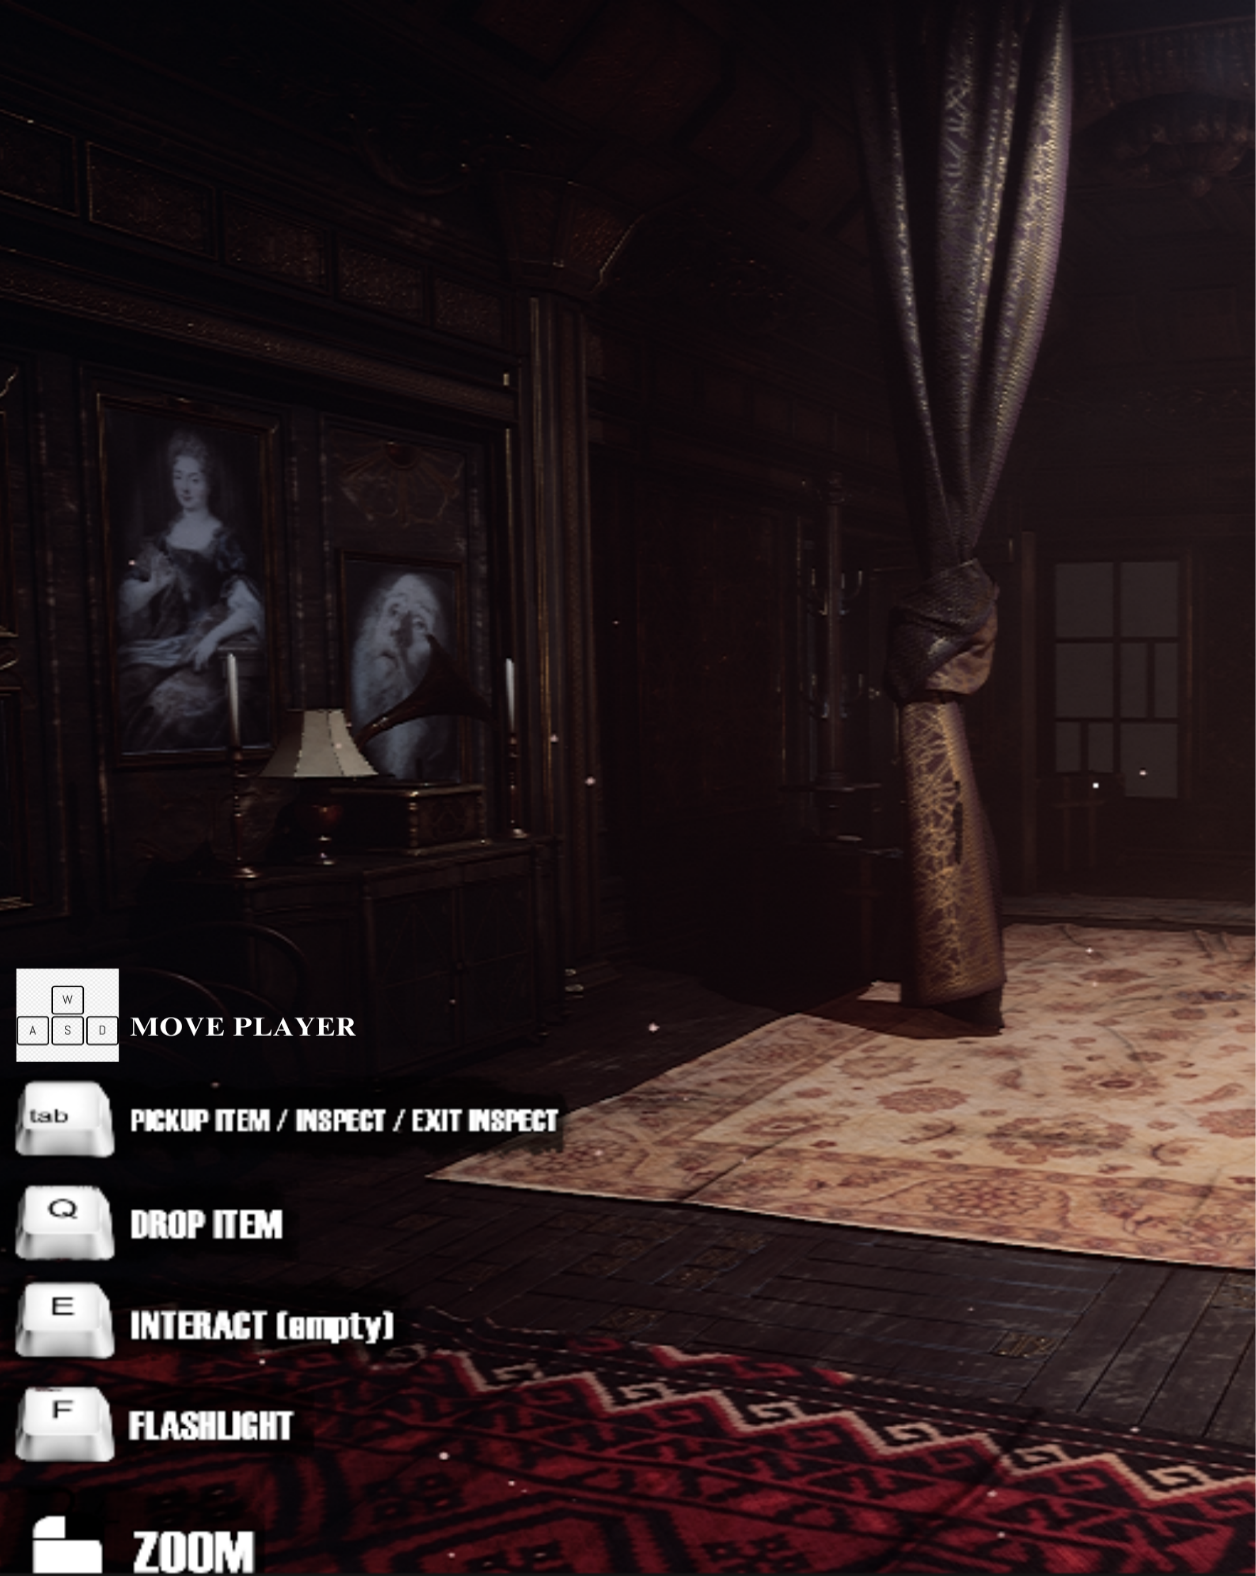 W
A S D MOVE PLAYER
tab PICKUP ITEM / INSPECT / EXIT INSPECT
Q DROP ITEM
E INTERACT (empty)
F FLASHLIGHT
ZOOM